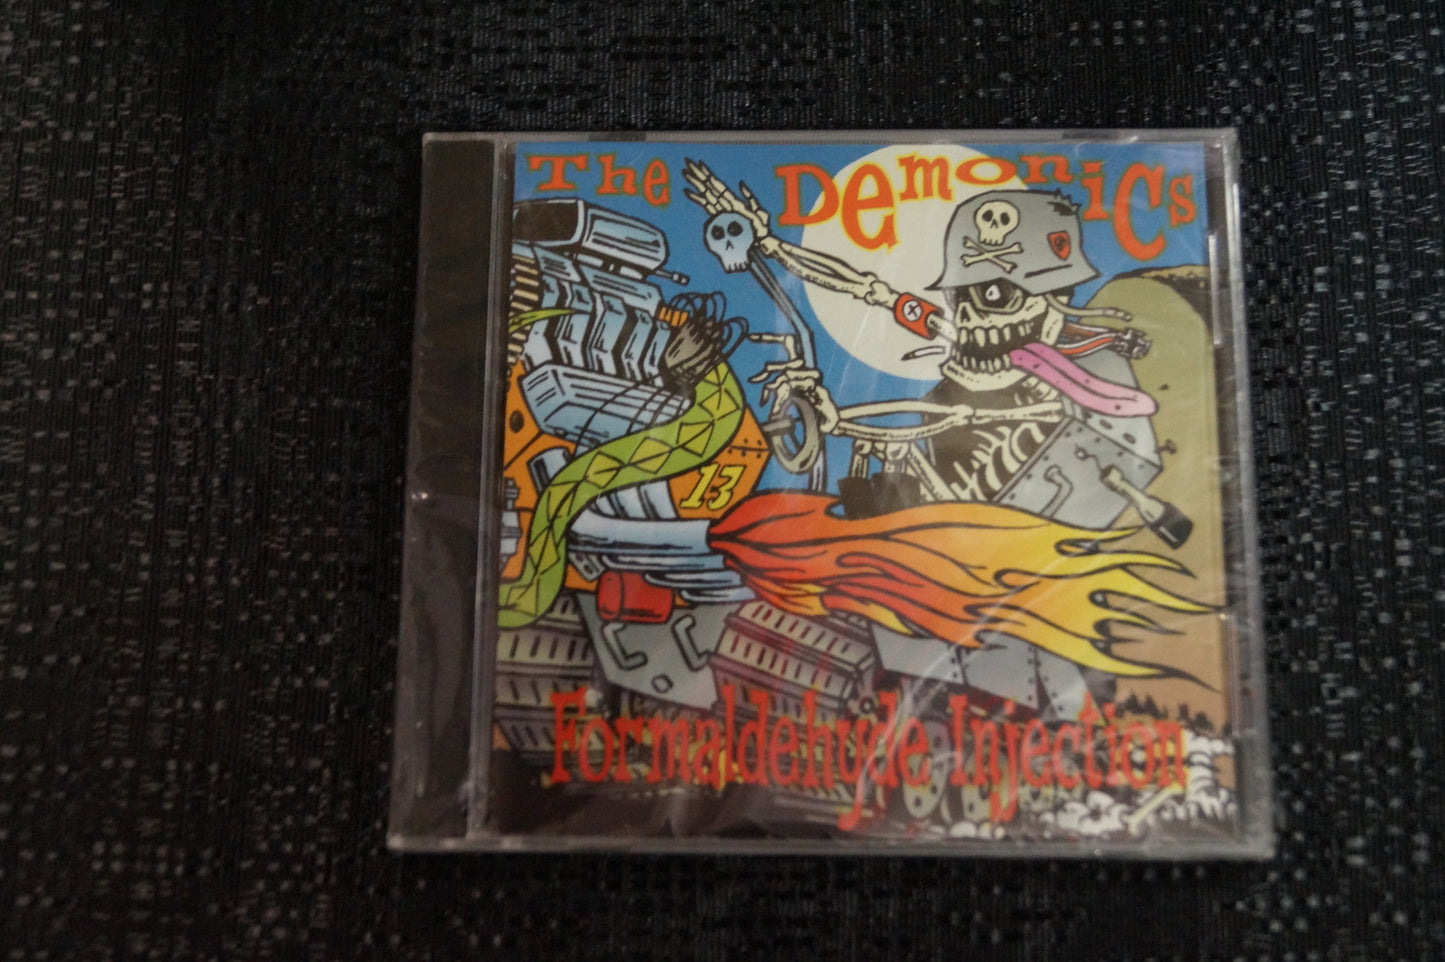 The Demonics
13
Formaldehyde Injection